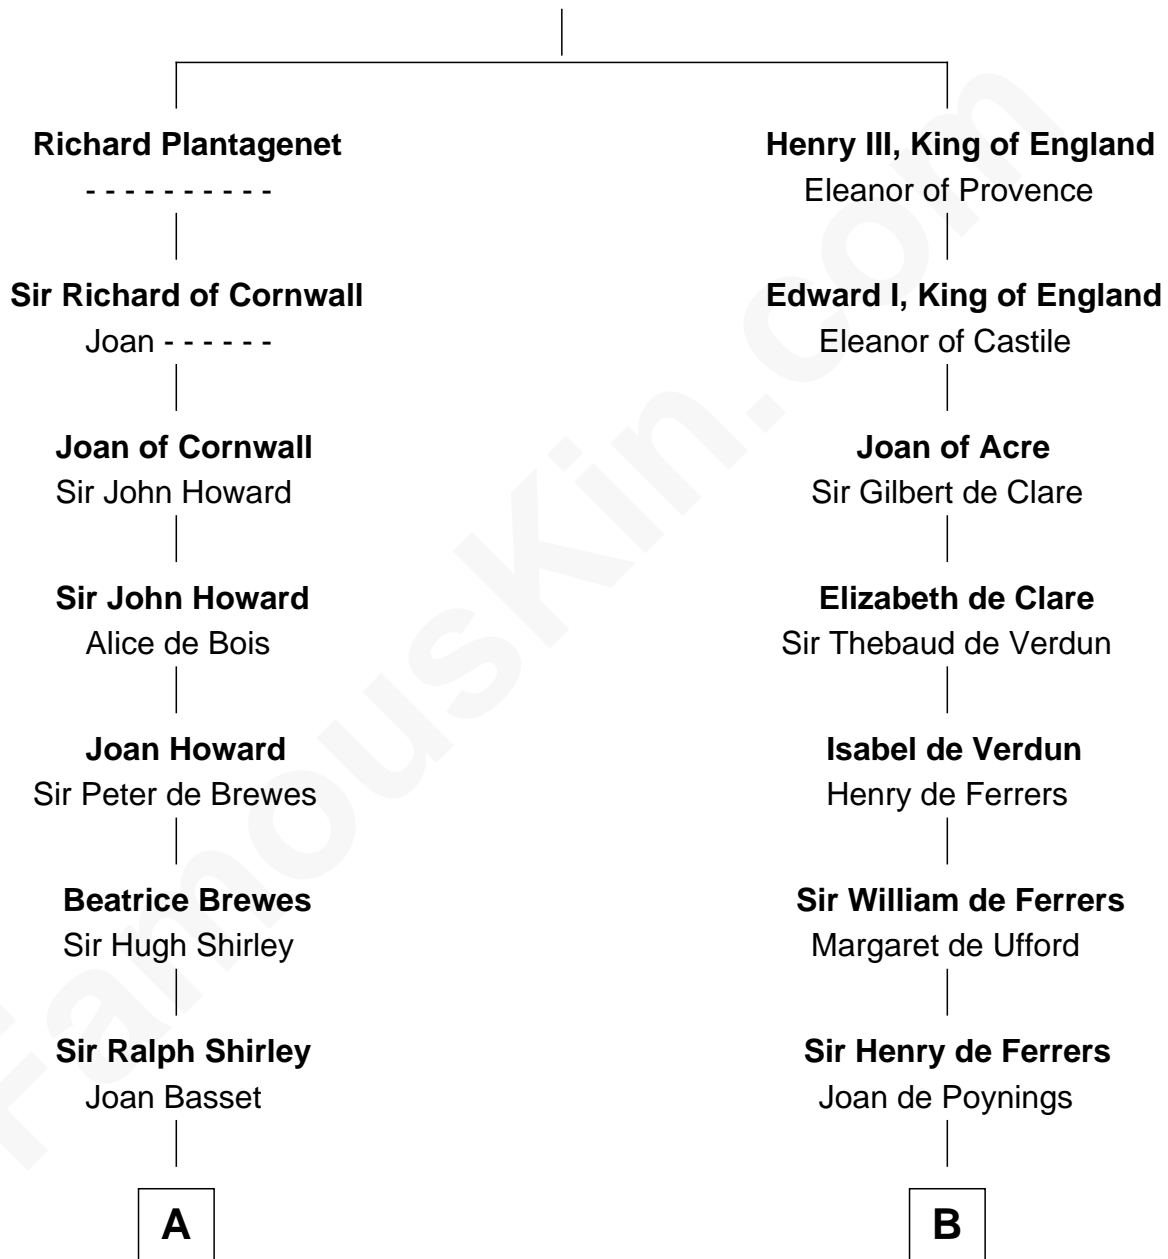 Richard Plantagenet
- - - - - - - - - -
Sir Richard of Cornwall
Joan - - - - - -
Joan of Cornwall
Sir John Howard
Sir John Howard
Alice de Bois
Joan Howard
Sir Peter de Brewes
Beatrice Brewes
Sir Hugh Shirley
Sir Ralph Shirley
Joan Basset
A
Henry III, King of England
Eleanor of Provence
Edward I, King of England
Eleanor of Castile
Joan of Acre
Sir Gilbert de Clare
Elizabeth de Clare
Sir Thebaud de Verdun
Isabel de Verdun
Henry de Ferrers
Sir William de Ferrers
Margaret de Ufford
Sir Henry de Ferrers
Joan de Poynings
B
FamousKin.com